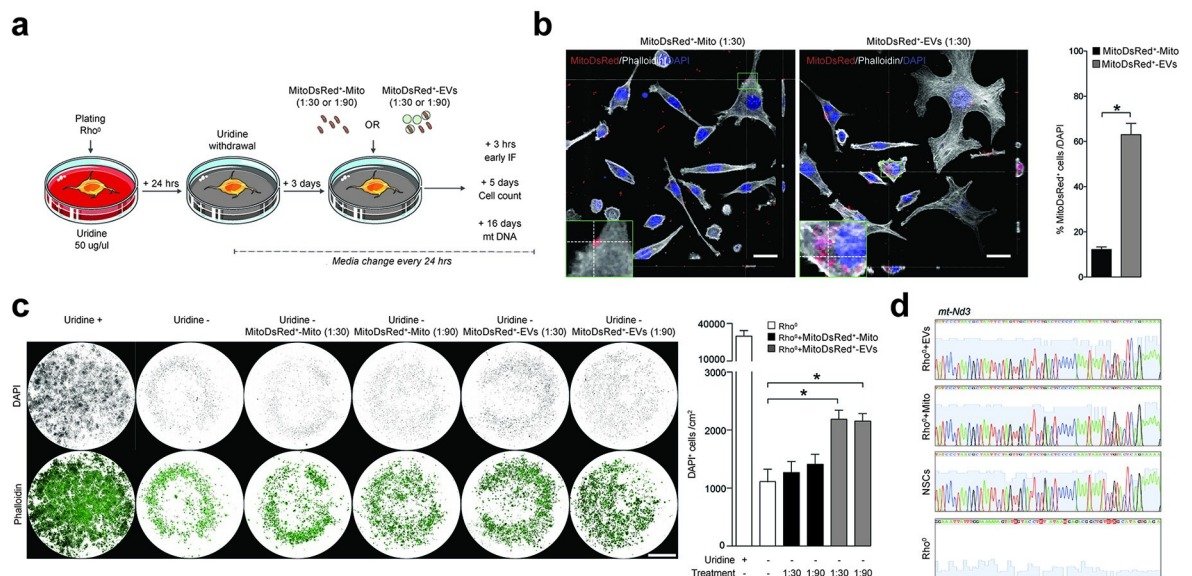 a
MitoDsRed⁺-Mito
(1:30 or 1:90)
MitoDsRed⁺-EVs
(1:30 or 1:90)
OR
Plating
Rho⁰
Uridine
withdrawal
+ 24 hrs
+ 3 days
+ 3 hrs
early IF
+ 5 days
Cell count
+ 16 days
mt DNA
Uridine
50 ug/ul
Media change every 24 hrs
b
MitoDsRed⁺-Mito (1:30)
MitoDsRed⁺-EVs (1:30)
MitoDsRed/Phalloidin/DAPI
MitoDsRed/Phalloidin/DAPI
MitoDsRed⁺-Mito
MitoDsRed⁺-EVs
% MitoDsRed⁺ cells /DAPI
100
80
60
40
20
0
*
c
Uridine +
Uridine -
Uridine -
MitoDsRed⁺-Mito (1:30)
Uridine -
MitoDsRed⁺-Mito (1:90)
Uridine -
MitoDsRed⁺-EVs (1:30)
Uridine -
MitoDsRed⁺-EVs (1:90)
DAPI
Phalloidin
DAPI⁺ cells /cm²
40000
10000
3000
2000
1000
0
Rho⁰
Rho⁰+MitoDsRed⁺-Mito
Rho⁰+MitoDsRed⁺-EVs
*
*
Uridine + - - - - -
Treatment - - 1:30 1:90 1:30 1:90
d
mt-Nd3
Rho⁰+EVs
Rho⁰+Mito
NSCs
Rho⁰